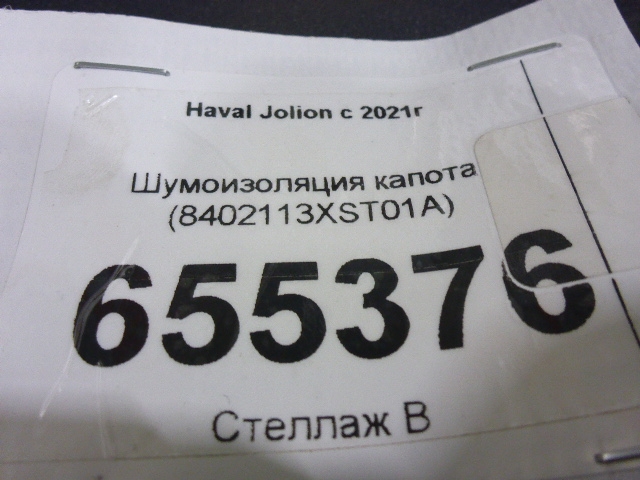 Haval Jolion с 2021г
Шумоизоляция капота
(8402113XST01A)
655376
Стеллаж В